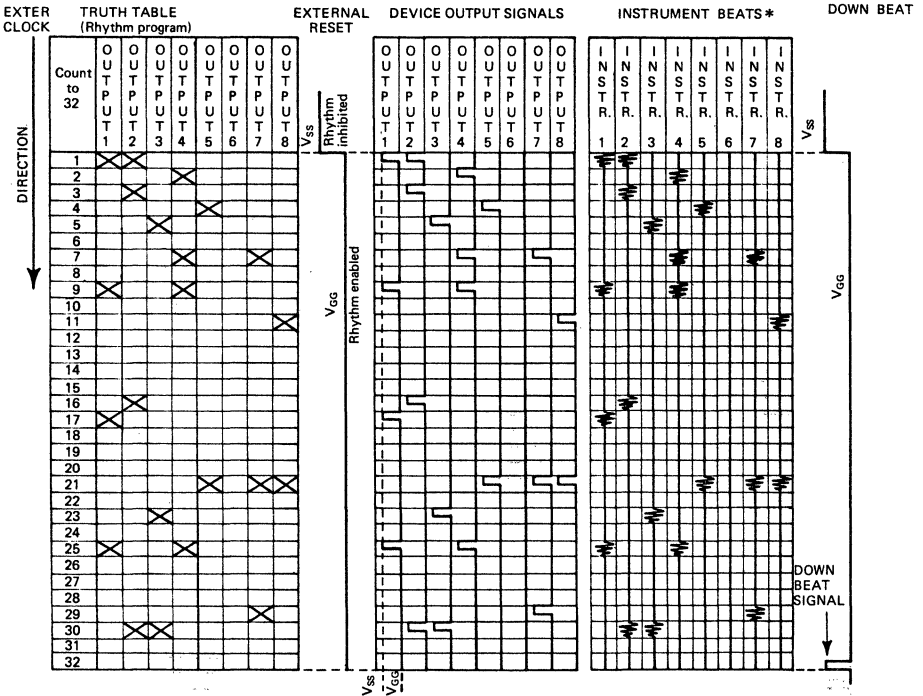 EXTER CLOCK
TRUTH TABLE
(Rhythm program)
EXTERNAL RESET
DEVICE OUTPUT SIGNALS
INSTRUMENT BEATS*
DOWN BEAT
DIRECTION
Count to 32
OUTPUT 1
OUTPUT 2
OUTPUT 3
OUTPUT 4
OUTPUT 5
OUTPUT 6
OUTPUT 7
OUTPUT 8
VSS
Rhythm inhibited
OUTPUT 1
OUTPUT 2
OUTPUT 3
OUTPUT 4
OUTPUT 5
OUTPUT 6
OUTPUT 7
OUTPUT 8
INSTR. 1
INSTR. 2
INSTR. 3
INSTR. 4
INSTR. 5
INSTR. 6
INSTR. 7
INSTR. 8
VSS
1
2
3
4
5
6
7
8
9
10
11
12
13
14
15
16
17
18
19
20
21
22
23
24
25
26
27
28
29
30
31
32
VGG
Rhythm enabled
VGG
DOWN
BEAT
SIGNAL
VSS
VGG